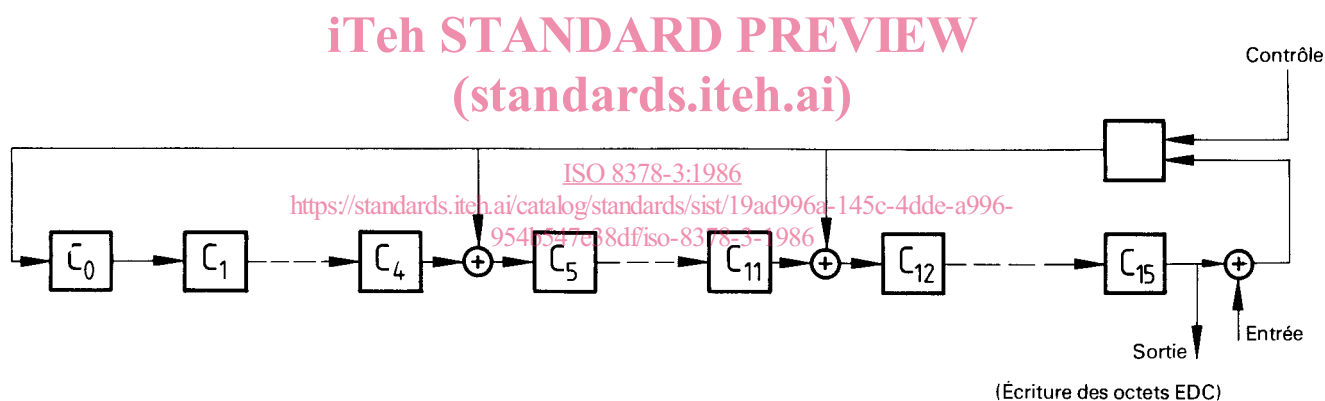 iTeh STANDARD PREVIEW
(standards.iteh.ai)
Contrôle
ISO 8378-3:1986
https://standards.iteh.ai/catalog/standards/sist/19ad996a-145c-4dde-a996-
954b547e38df/iso-8378-3-1986
C0 C1 C4 + C5 C11 + C12 C15 +
Entrée
Sortie
(Écriture des octets EDC)